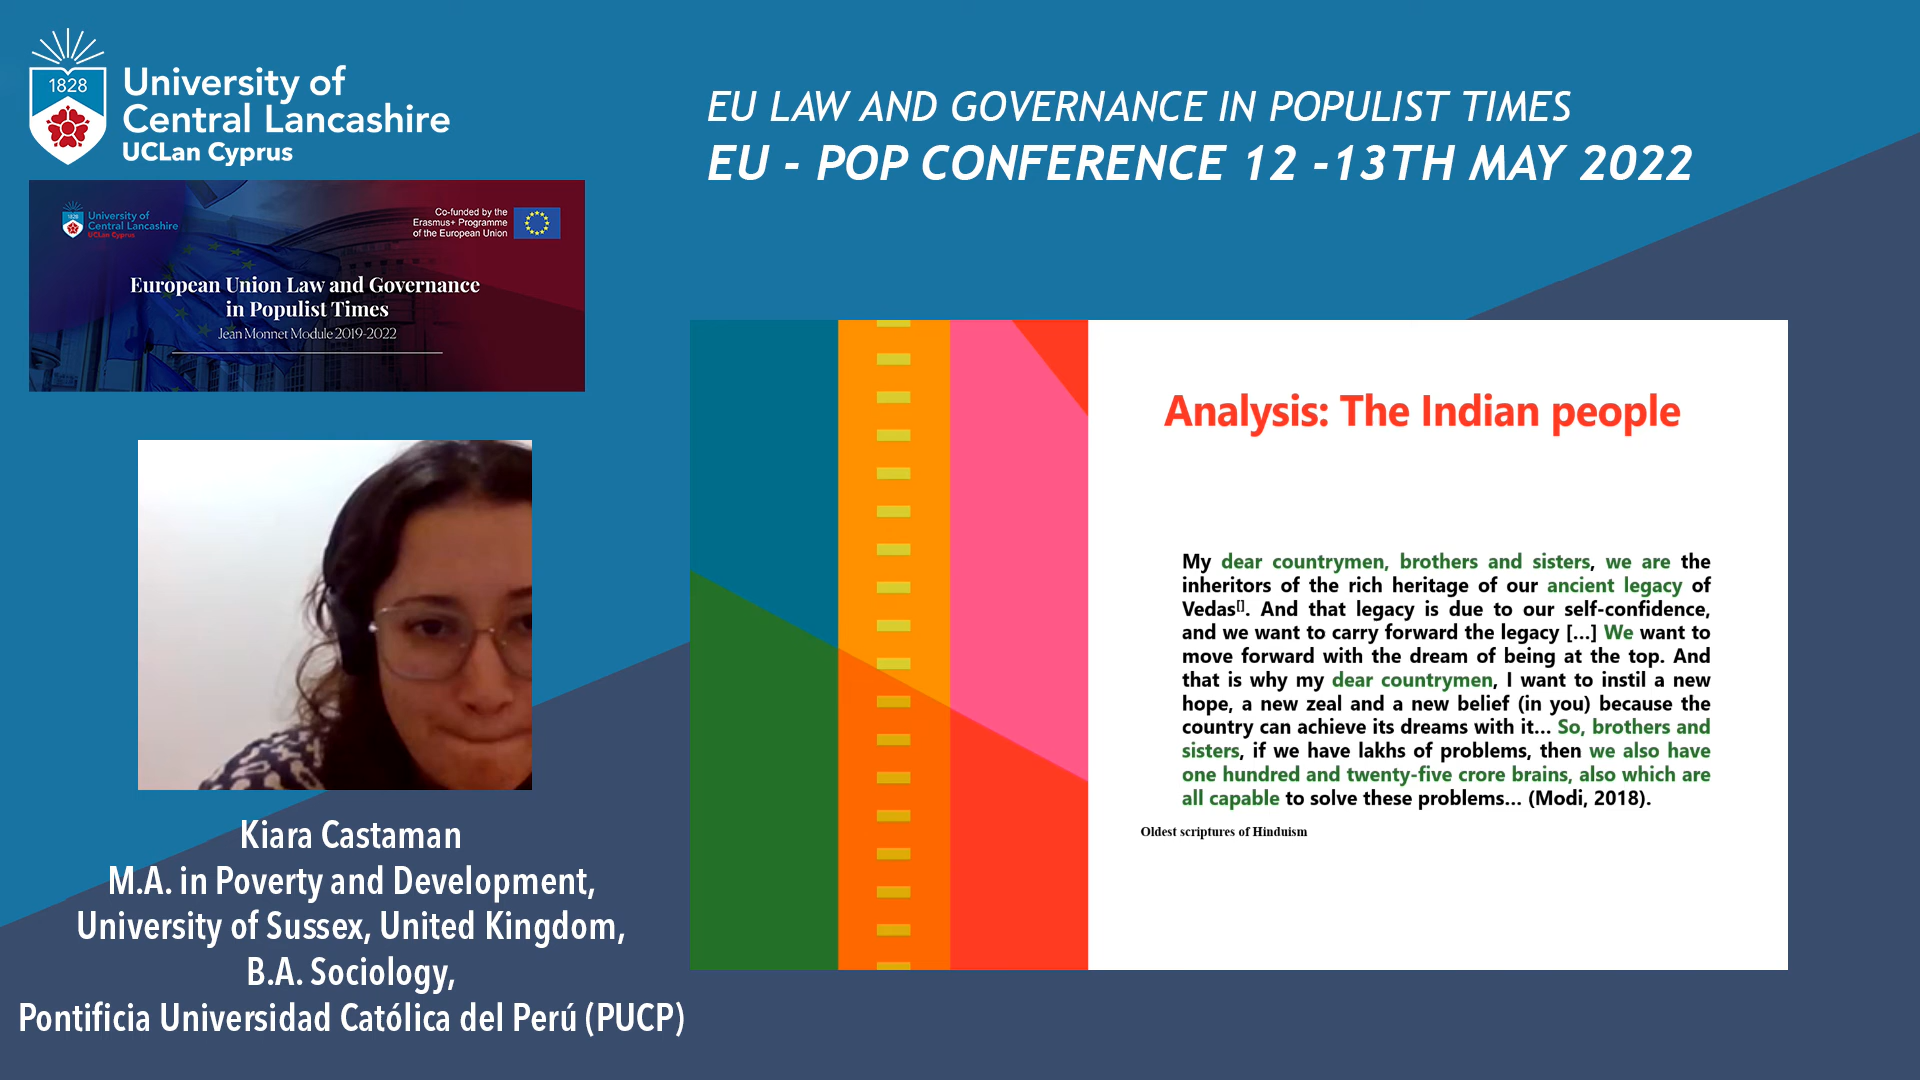 1828
University of
Central Lancashire
UCLan Cyprus
EU LAW AND GOVERNANCE IN POPULIST TIMES
EU - POP CONFERENCE 12 -13TH MAY 2022
1828
University of
Central Lancashire
UCLan Cyprus
Co-funded by the
Erasmus+ Programme
of the European Union
European Union Law and Governance
in Populist Times
Jean Monnet Module 2019-2022
Analysis: The Indian people
My dear countrymen, brothers and sisters, we are the
inheritors of the rich heritage of our ancient legacy of
Vedas[]. And that legacy is due to our self-confidence,
and we want to carry forward the legacy [...] We want to
move forward with the dream of being at the top. And
that is why my dear countrymen, I want to instil a new
hope, a new zeal and a new belief (in you) because the
country can achieve its dreams with it... So, brothers and
sisters, if we have lakhs of problems, then we also have
one hundred and twenty-five crore brains, also which are
all capable to solve these problems... (Modi, 2018).
Oldest scriptures of Hinduism
Kiara Castaman
M.A. in Poverty and Development,
University of Sussex, United Kingdom,
B.A. Sociology,
Pontificia Universidad Católica del Perú (PUCP)